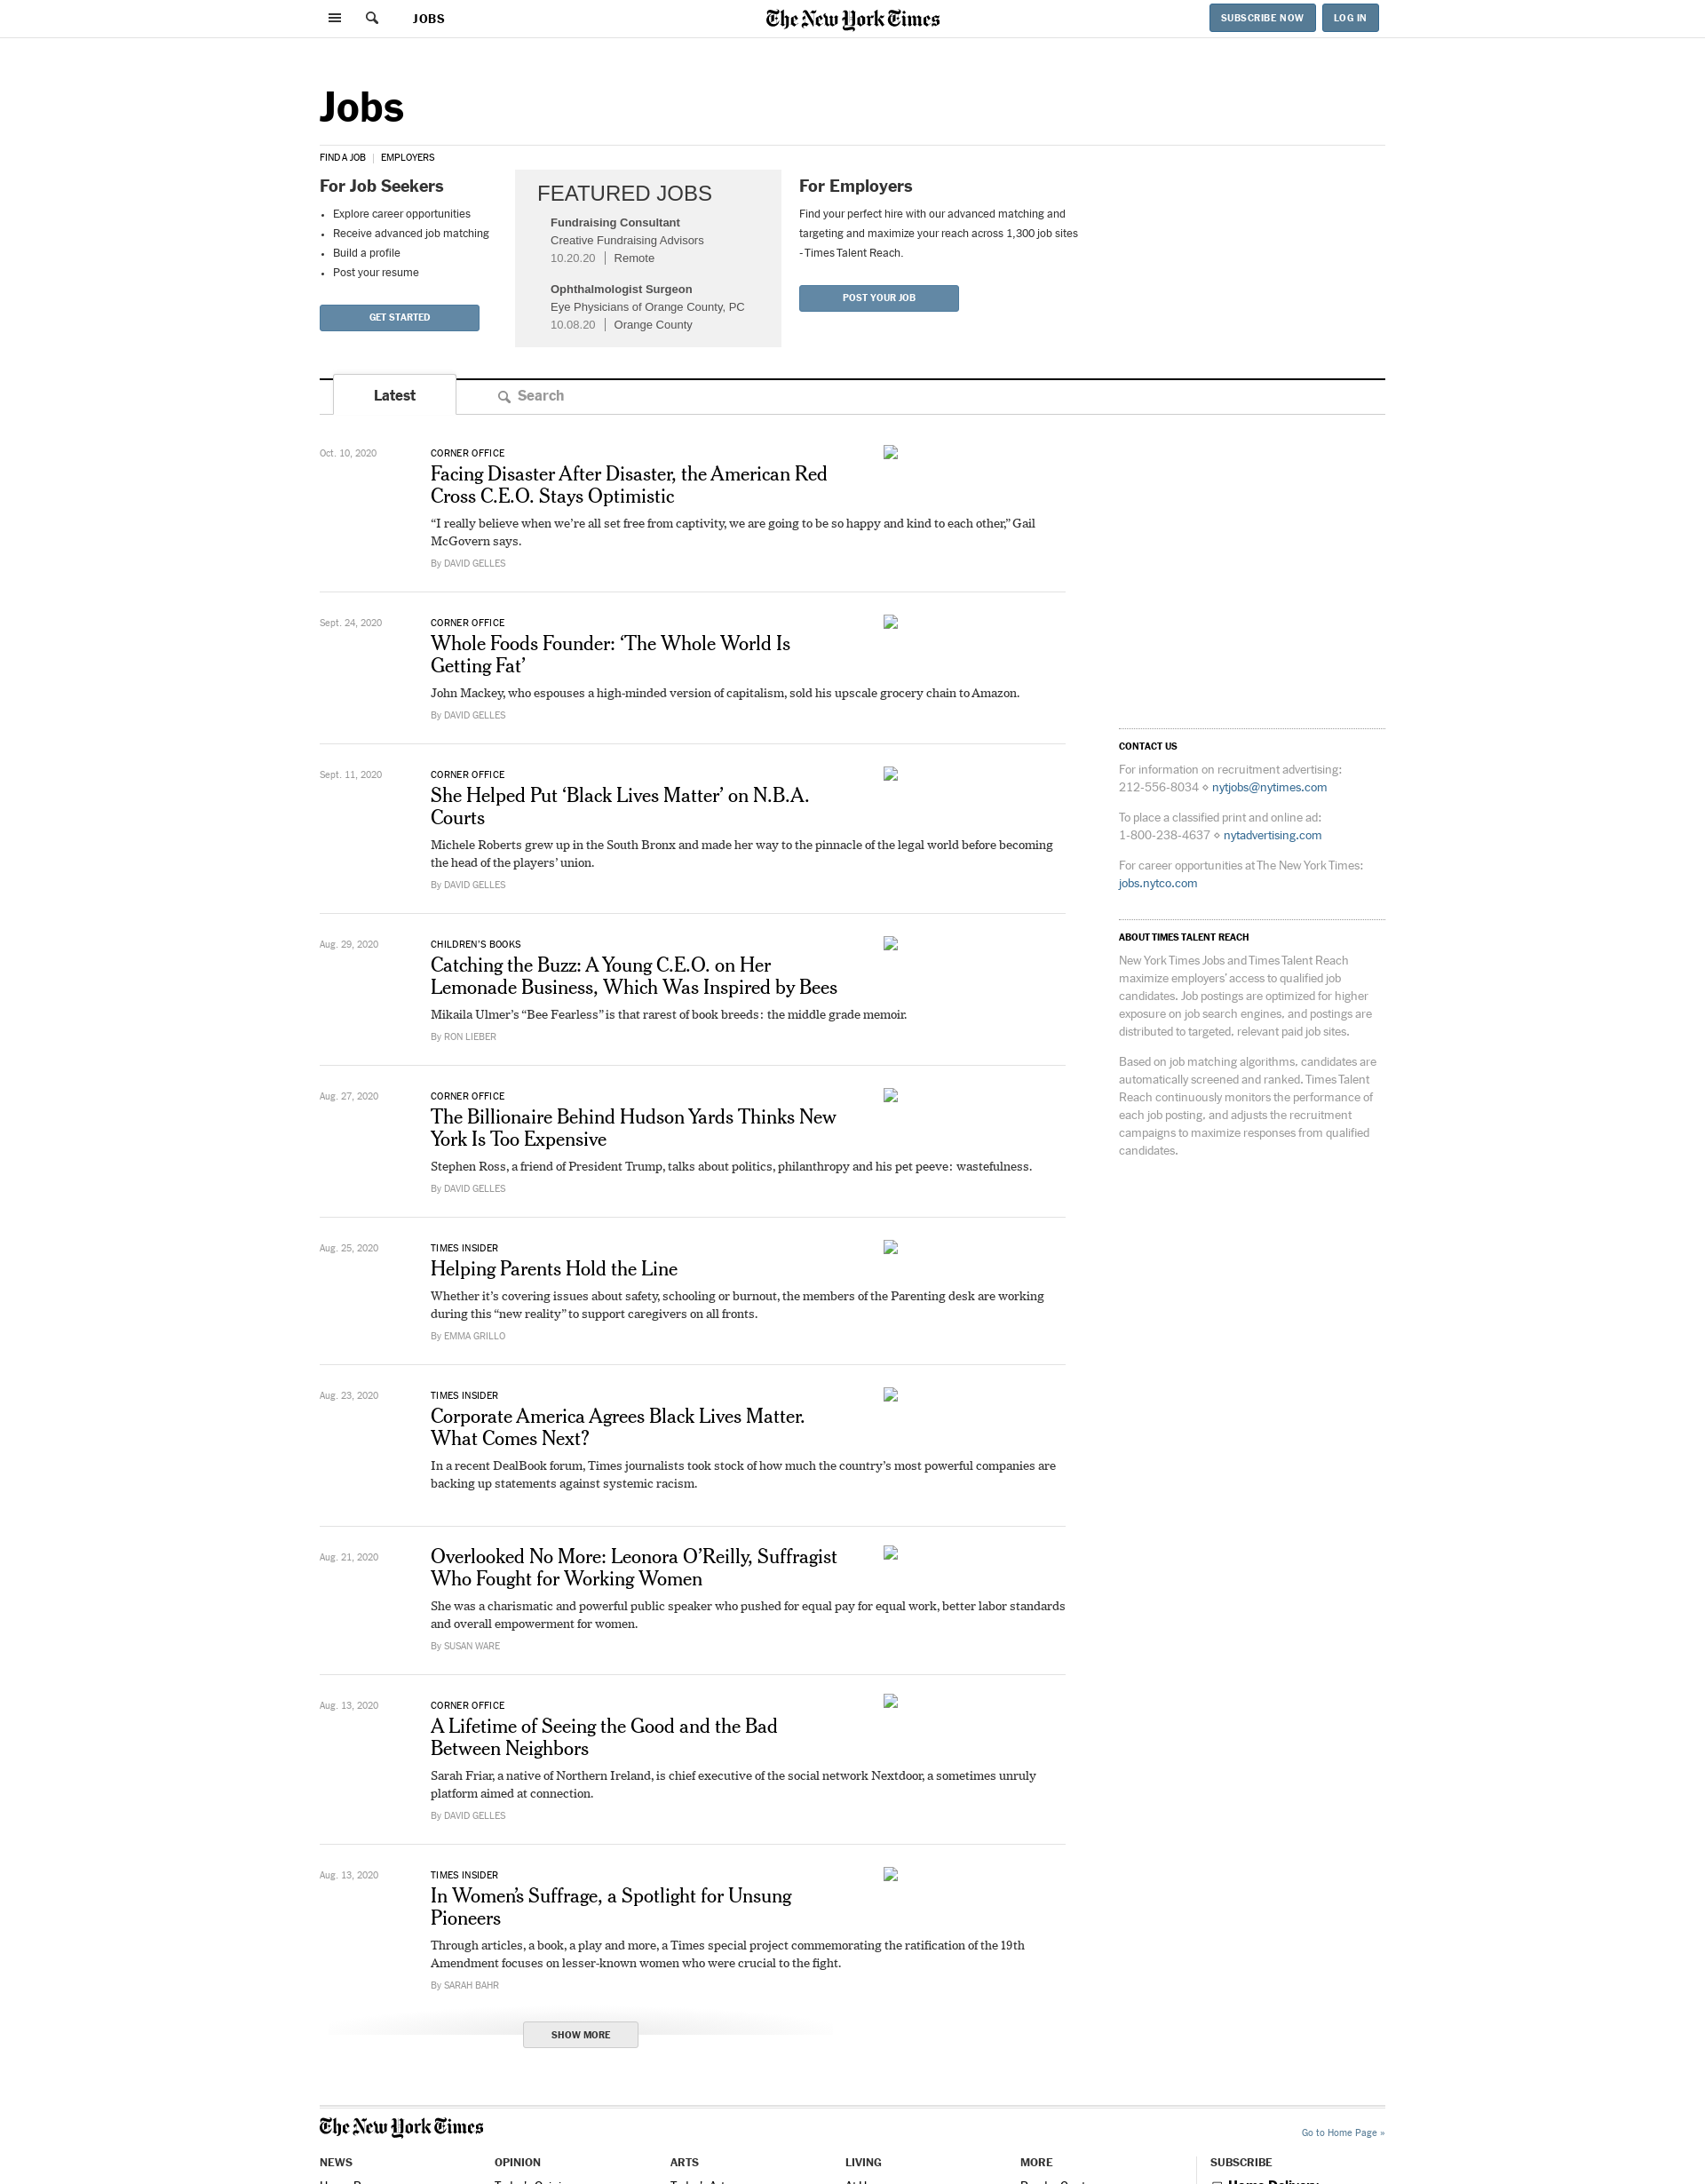 JOBS
The New York Times
SUBSCRIBE NOW
LOG IN
Jobs
FIND A JOB | EMPLOYERS
For Job Seekers
• Explore career opportunities
• Receive advanced job matching
• Build a profile
• Post your resume
GET STARTED
FEATURED JOBS
Fundraising Consultant
Creative Fundraising Advisors
10.20.20 | Remote
Ophthalmologist Surgeon
Eye Physicians of Orange County, PC
10.08.20 | Orange County
For Employers
Find your perfect hire with our advanced matching and
targeting and maximize your reach across 1,300 job sites
- Times Talent Reach.
POST YOUR JOB
Latest
Search
Oct. 10, 2020
CORNER OFFICE
Facing Disaster After Disaster, the American Red
Cross C.E.O. Stays Optimistic
“I really believe when we’re all set free from captivity, we are going to be so happy and kind to each other,” Gail
McGovern says.
By DAVID GELLES
Sept. 24, 2020
CORNER OFFICE
Whole Foods Founder: ‘The Whole World Is
Getting Fat’
John Mackey, who espouses a high-minded version of capitalism, sold his upscale grocery chain to Amazon.
By DAVID GELLES
Sept. 11, 2020
CORNER OFFICE
She Helped Put ‘Black Lives Matter’ on N.B.A.
Courts
Michele Roberts grew up in the South Bronx and made her way to the pinnacle of the legal world before becoming
the head of the players’ union.
By DAVID GELLES
Aug. 29, 2020
CHILDREN’S BOOKS
Catching the Buzz: A Young C.E.O. on Her
Lemonade Business, Which Was Inspired by Bees
Mikaila Ulmer’s “Bee Fearless” is that rarest of book breeds: the middle grade memoir.
By RON LIEBER
Aug. 27, 2020
CORNER OFFICE
The Billionaire Behind Hudson Yards Thinks New
York Is Too Expensive
Stephen Ross, a friend of President Trump, talks about politics, philanthropy and his pet peeve: wastefulness.
By DAVID GELLES
Aug. 25, 2020
TIMES INSIDER
Helping Parents Hold the Line
Whether it’s covering issues about safety, schooling or burnout, the members of the Parenting desk are working
during this “new reality” to support caregivers on all fronts.
By EMMA GRILLO
Aug. 23, 2020
TIMES INSIDER
Corporate America Agrees Black Lives Matter.
What Comes Next?
In a recent DealBook forum, Times journalists took stock of how much the country’s most powerful companies are
backing up statements against systemic racism.
Aug. 21, 2020
Overlooked No More: Leonora O’Reilly, Suffragist
Who Fought for Working Women
She was a charismatic and powerful public speaker who pushed for equal pay for equal work, better labor standards
and overall empowerment for women.
By SUSAN WARE
Aug. 13, 2020
CORNER OFFICE
A Lifetime of Seeing the Good and the Bad
Between Neighbors
Sarah Friar, a native of Northern Ireland, is chief executive of the social network Nextdoor, a sometimes unruly
platform aimed at connection.
By DAVID GELLES
Aug. 13, 2020
TIMES INSIDER
In Women’s Suffrage, a Spotlight for Unsung
Pioneers
Through articles, a book, a play and more, a Times special project commemorating the ratification of the 19th
Amendment focuses on lesser-known women who were crucial to the fight.
By SARAH BAHR
SHOW MORE
CONTACT US
For information on recruitment advertising:
212-556-8034 ⋄ nytjobs@nytimes.com
To place a classified print and online ad:
1-800-238-4637 ⋄ nytadvertising.com
For career opportunities at The New York Times:
jobs.nytco.com
ABOUT TIMES TALENT REACH
New York Times Jobs and Times Talent Reach
maximize employers’ access to qualified job
candidates. Job postings are optimized for higher
exposure on job search engines, and postings are
distributed to targeted, relevant paid job sites.
Based on job matching algorithms, candidates are
automatically screened and ranked. Times Talent
Reach continuously monitors the performance of
each job posting, and adjusts the recruitment
campaigns to maximize responses from qualified
candidates.
The New York Times
Go to Home Page »
NEWS
OPINION
ARTS
LIVING
MORE
SUBSCRIBE